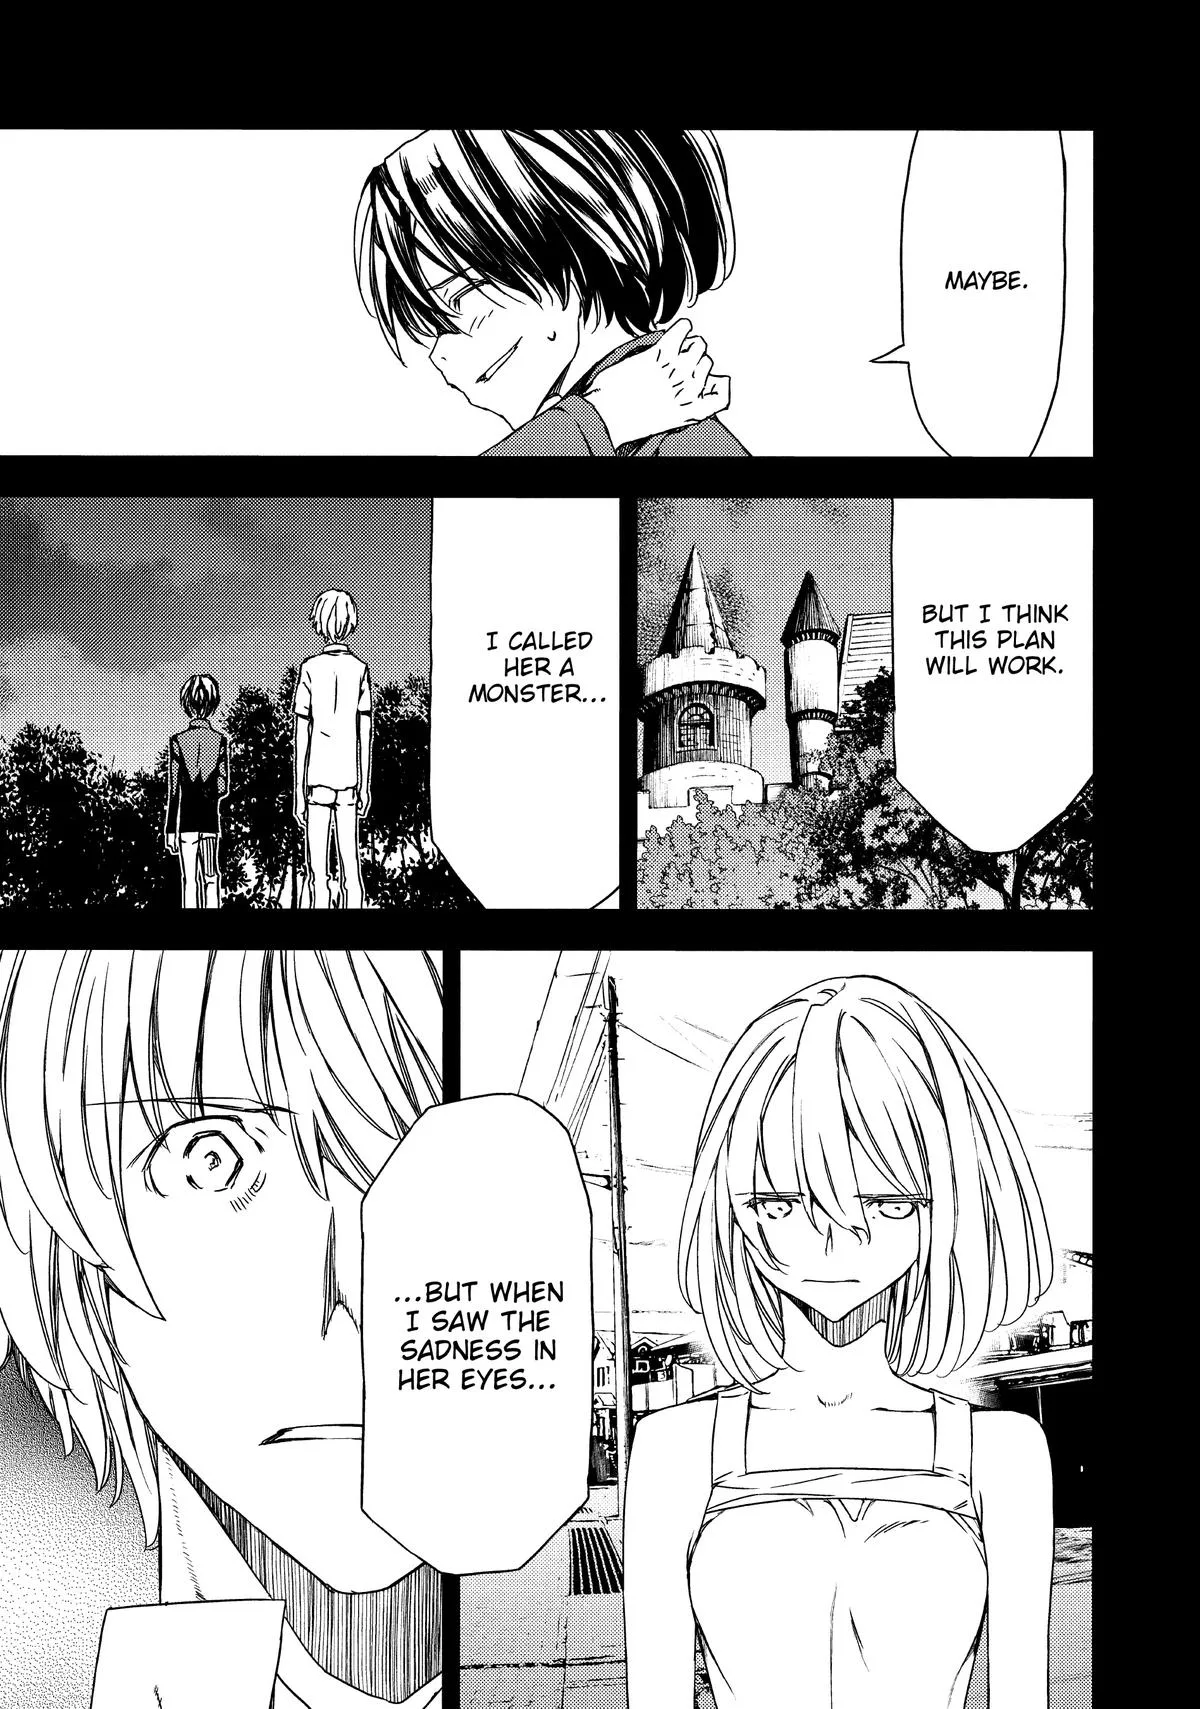 MAYBE.
BUT I THINK
THIS PLAN
WILL WORK.
I CALLED
HER A
MONSTER...
...BUT WHEN
I SAW THE
SADNESS IN
HER EYES...